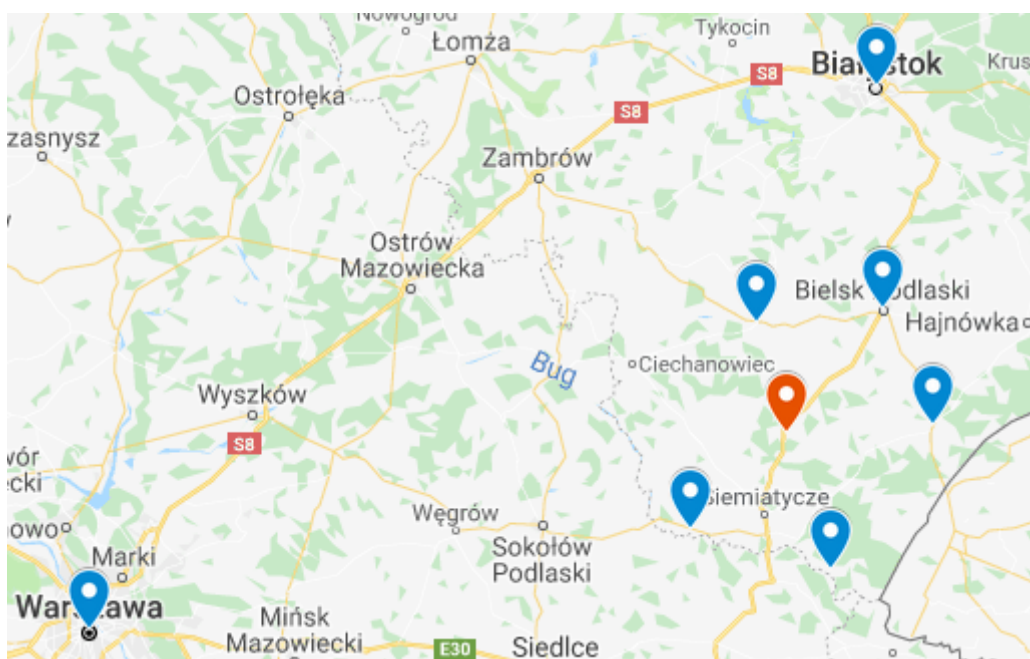 Nowogród
Łomża
Tykocin
Białystok
Krus
S8
S8
Ostrołęka
zasnysz
Zambrów
Ostrów
Mazowiecka
Bielsk Podlaski
Hajnówka
Bug
Ciechanowiec
Wyszków
S8
wór
ecki
Siemiatycze
Węgrów
owo
Sokołów
Podlaski
Marki
Warszawa
Mińsk
Mazowiecki
E30
Siedlce